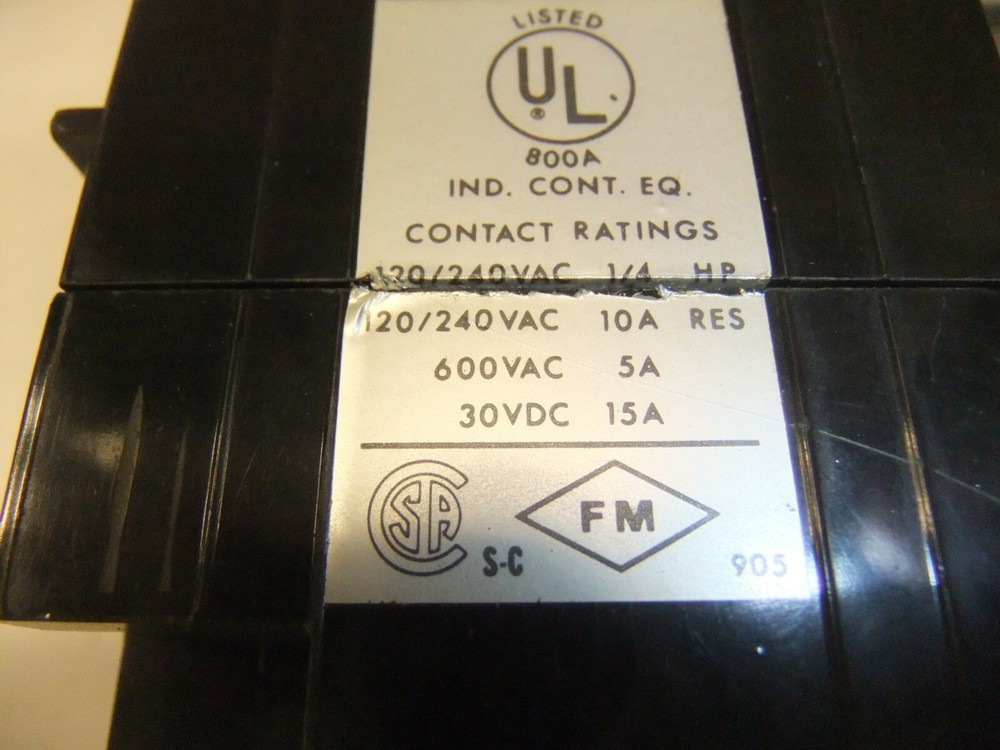 LISTED
UL®
800A
IND. CONT. EQ.
CONTACT RATINGS
120/240VAC 1/4 HP
120/240VAC 10A RES
600VAC 5A
30VDC 15A
CSA FM
S-C 905